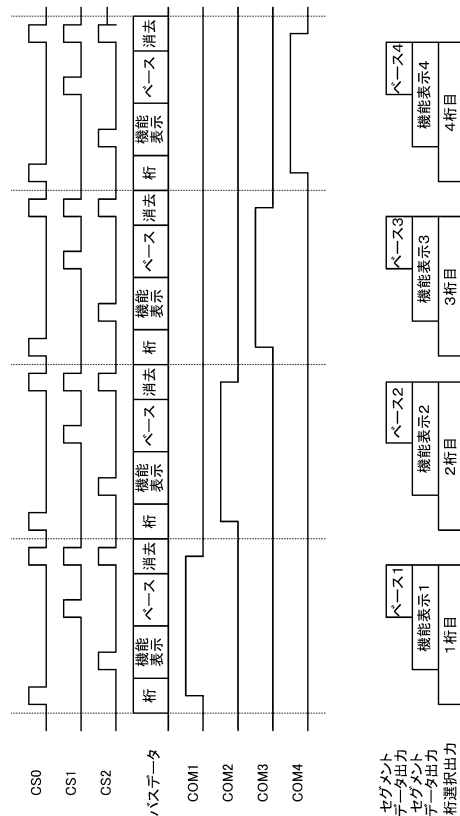 CS0
CS1
CS2
バスデータ
桁
機能
表示
ベース
消去
桁
機能
表示
ベース
消去
桁
機能
表示
ベース
消去
桁
機能
表示
ベース
消去
COM1
COM2
COM3
COM4
セグメント
データ出力
ベース1
ベース2
ベース3
ベース4
セグメント
データ出力
機能表示1
機能表示2
機能表示3
機能表示4
桁選択出力
1桁目
2桁目
3桁目
4桁目